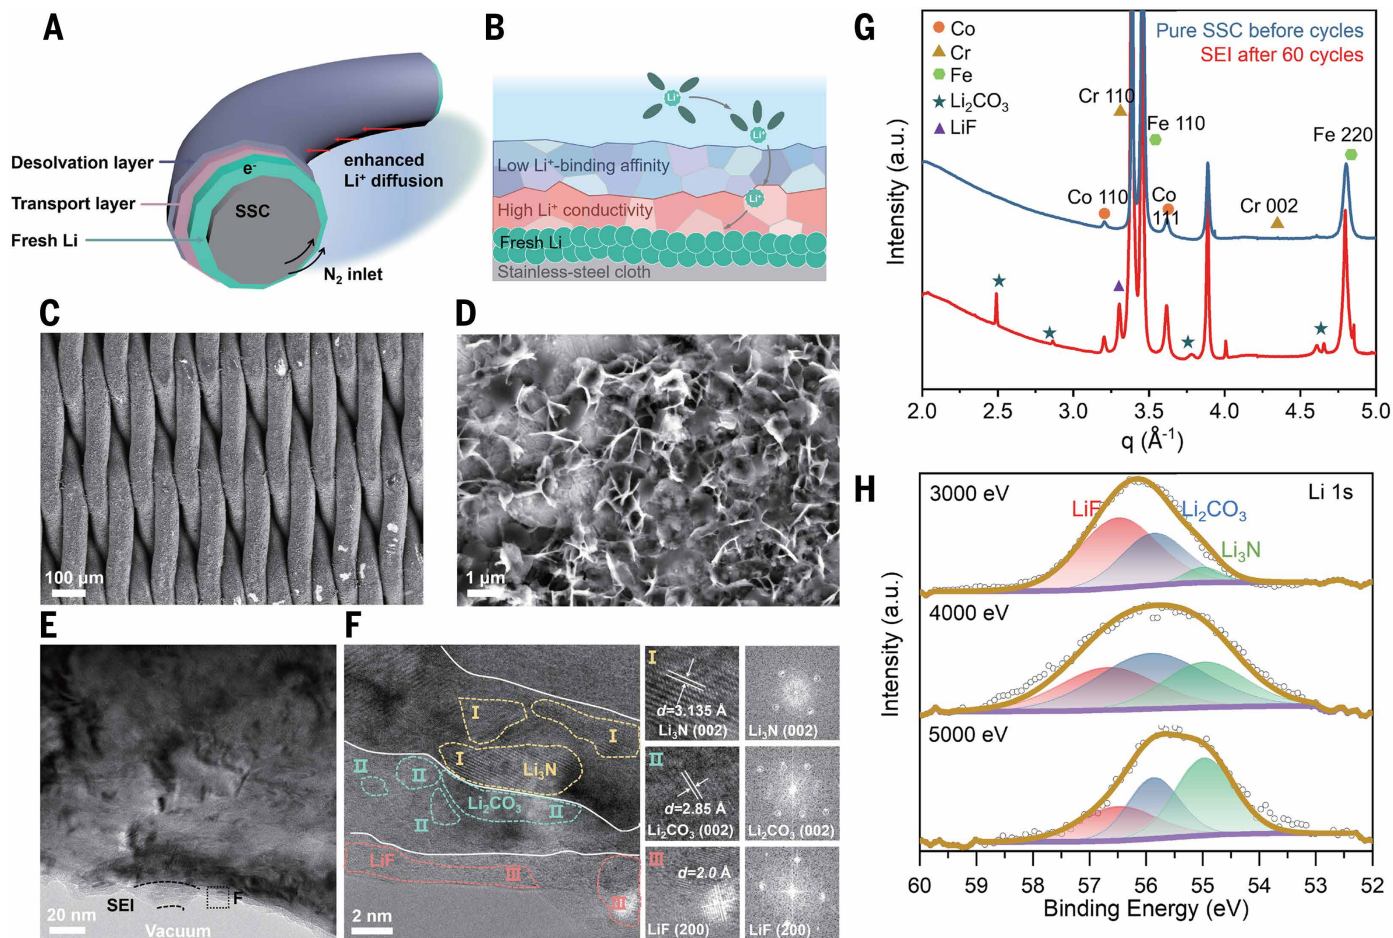 A
Desolvation layer
Transport layer
Fresh Li
e⁻
SSC
enhanced
Li⁺ diffusion
N₂ inlet
B
Li⁺
Li⁺
Low Li⁺-binding affinity
Li⁺
High Li⁺ conductivity
Fresh Li
Stainless-steel cloth
C
100 μm
D
1 μm
E
SEI
F
20 nm
Vacuum
F
I
I
I
Li₃N
II
II
Li₂CO₃
II
II
LiF
III
III
2 nm
I
d=3.135 Å
Li₃N (002)
Li₃N (002)
II
d=2.85 Å
Li₂CO₃ (002)
Li₂CO₃ (002)
III
d=2.0 Å
LiF (200)
LiF (200)
G
Co
Cr
Fe
Li₂CO₃
LiF
Pure SSC before cycles
SEI after 60 cycles
Cr 110
Fe 110
Fe 220
Co 110
Co
111
Cr 002
Intensity (a.u.)
2.0 2.5 3.0 3.5 4.0 4.5 5.0
q (Å⁻¹)
H
3000 eV
Li 1s
LiF
Li₂CO₃
Li₃N
4000 eV
5000 eV
Intensity (a.u.)
60 59 58 57 56 55 54 53 52
Binding Energy (eV)